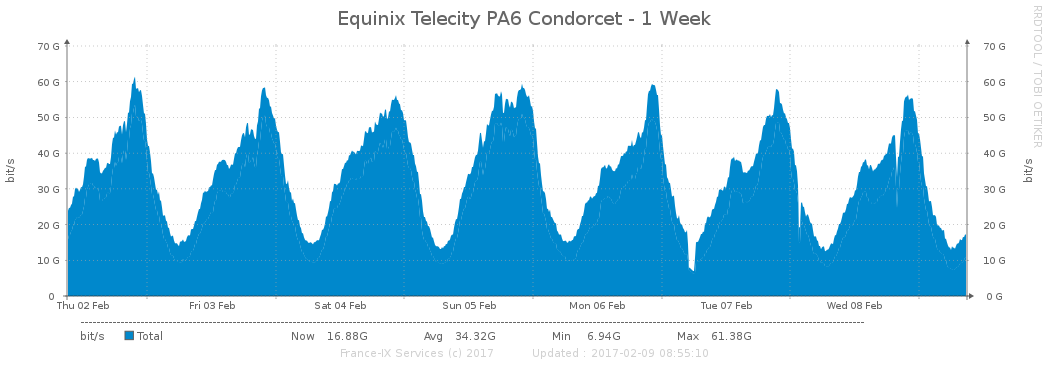 Equinix Telecity PA6 Condorcet - 1 Week
RRDTOOL / TOBI OETIKER
bit/s
70 G
60 G
50 G
40 G
30 G
20 G
10 G
0
70 G
60 G
50 G
40 G
30 G
20 G
10 G
0 G
bit/s
Thu 02 Feb Fri 03 Feb Sat 04 Feb Sun 05 Feb Mon 06 Feb Tue 07 Feb Wed 08 Feb
bit/s Total Now 16.88G Avg 34.32G Min 6.94G Max 61.38G
France-IX Services (c) 2017 Updated : 2017-02-09 08:55:10